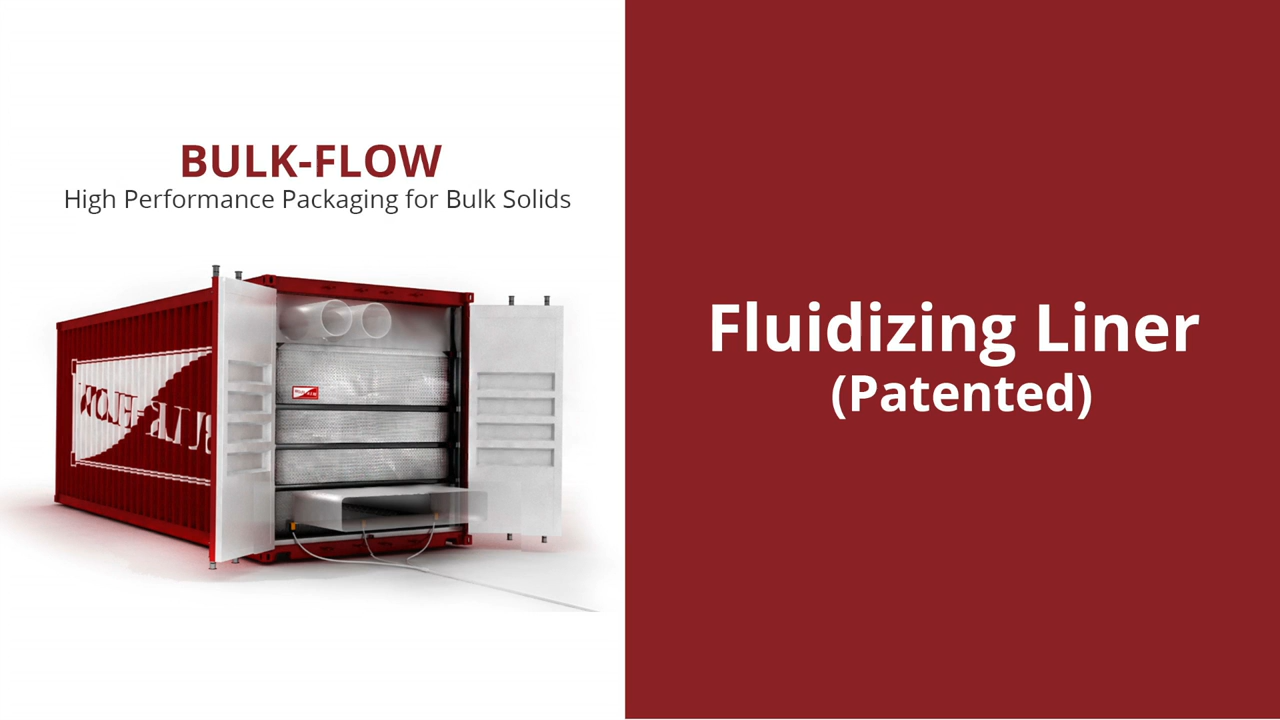 BULK-FLOW
High Performance Packaging for Bulk Solids
Fluidizing Liner
(Patented)